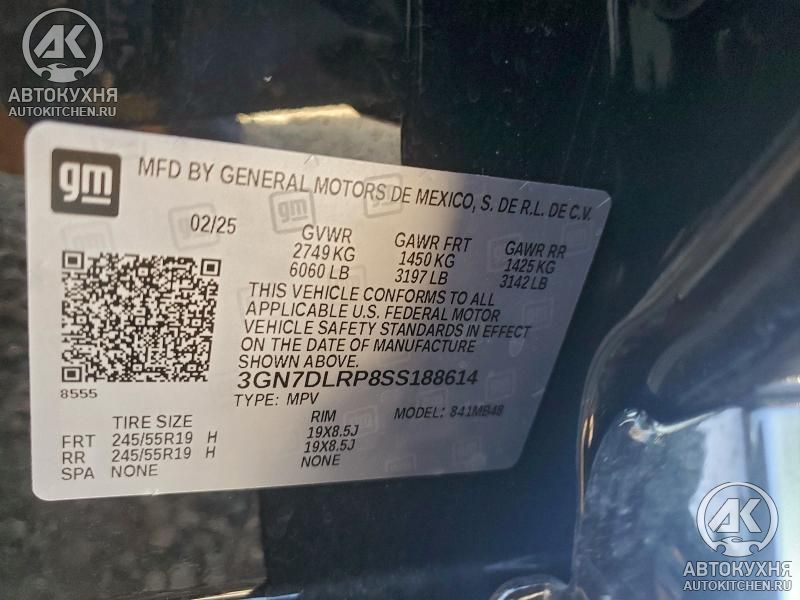 AK
АВТОКУХНЯ
AUTOKITCHEN.RU
gm
MFD BY GENERAL MOTORS DE MEXICO, S. DE R.L. DE C.V.
02/25
GVWR GAWR FRT GAWR RR
2749 KG 1450 KG 1425 KG
6060 LB 3197 LB 3142 LB
THIS VEHICLE CONFORMS TO ALL
APPLICABLE U.S. FEDERAL MOTOR
VEHICLE SAFETY STANDARDS IN EFFECT
ON THE DATE OF MANUFACTURE
SHOWN ABOVE.
3GN7DLRP8SS188614
8555
TYPE: MPV MODEL: 841MB48
TIRE SIZE RIM
FRT 245/55R19 H 19X8.5J
RR 245/55R19 H 19X8.5J
SPA NONE NONE
AK
АВТОКУХНЯ
AUTOKITCHEN.RU